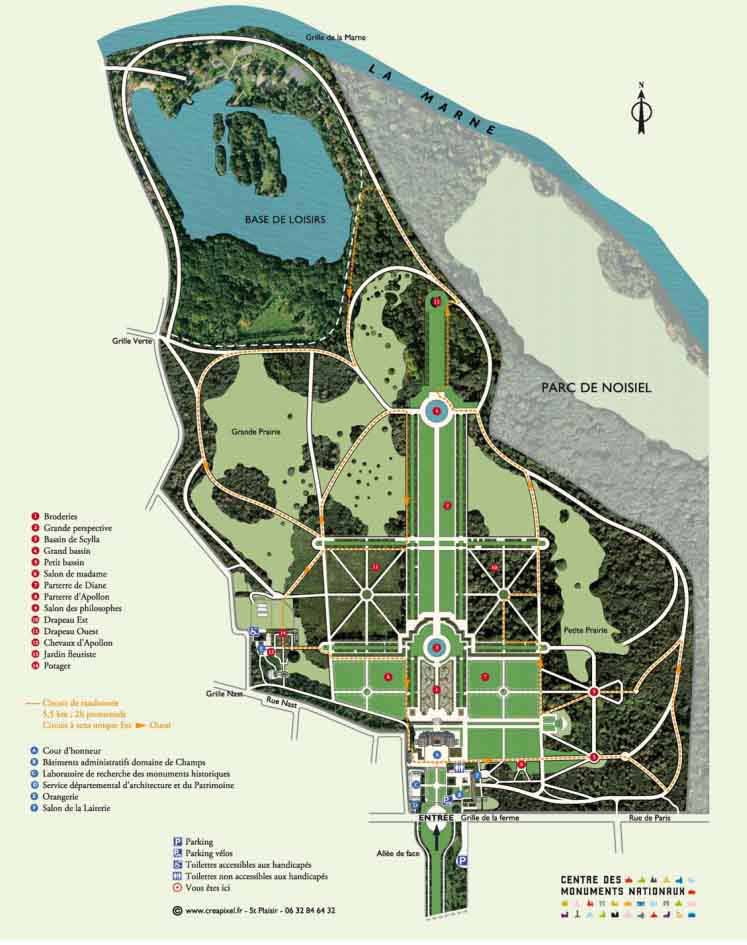 Grille de la Marne
LA MARNE
N
BASE DE LOISIRS
Grille Verte
PARC DE NOISIEL
Grande Prairie
1 Broderies
2 Grande perspective
3 Bassin de Scylla
4 Grand bassin
5 Petit bassin
6 Salon de madame
7 Parterre de Diane
8 Parterre d'Apollon
9 Salon des philosophes
10 Drapeau Est
11 Drapeau Ouest
12 Chevaux d'Apollon
13 Jardin fleuriste
14 Potager
Petite Prairie
Grille Nast
Rue Nast
Circuit de randonnée
5,5 km ; 2h promenade
Circuit à sens unique Est Ouest
A Cour d'honneur
B Bâtiments administratifs domaine de Champs
C Laboratoire de recherche des monuments historiques
D Service départemental d'architecture et du Patrimoine
E Orangerie
F Salon de la Laiterie
ENTRÉE
Grille de la ferme
Rue de Paris
Allée de face
P
P Parking
Parking vélos
Toilettes accessibles aux handicapés
Toilettes non accessibles aux handicapés
Vous êtes ici
© www.creapixel.fr - St Plaisir - 06 32 84 64 32
CENTRE DES
MONUMENTS NATIONAUX